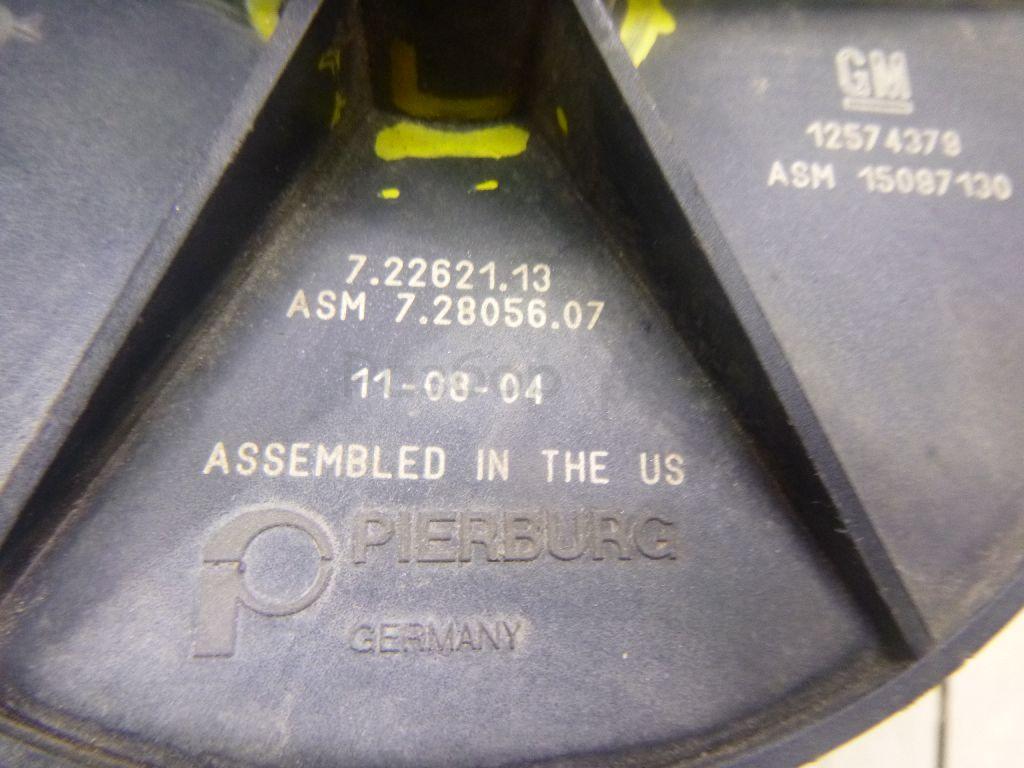 GM
12574379
ASM 15097130
7.22621.13
ASM 7.28056.07
11-08-04
ASSEMBLED IN THE US
PIERBURG
GERMANY